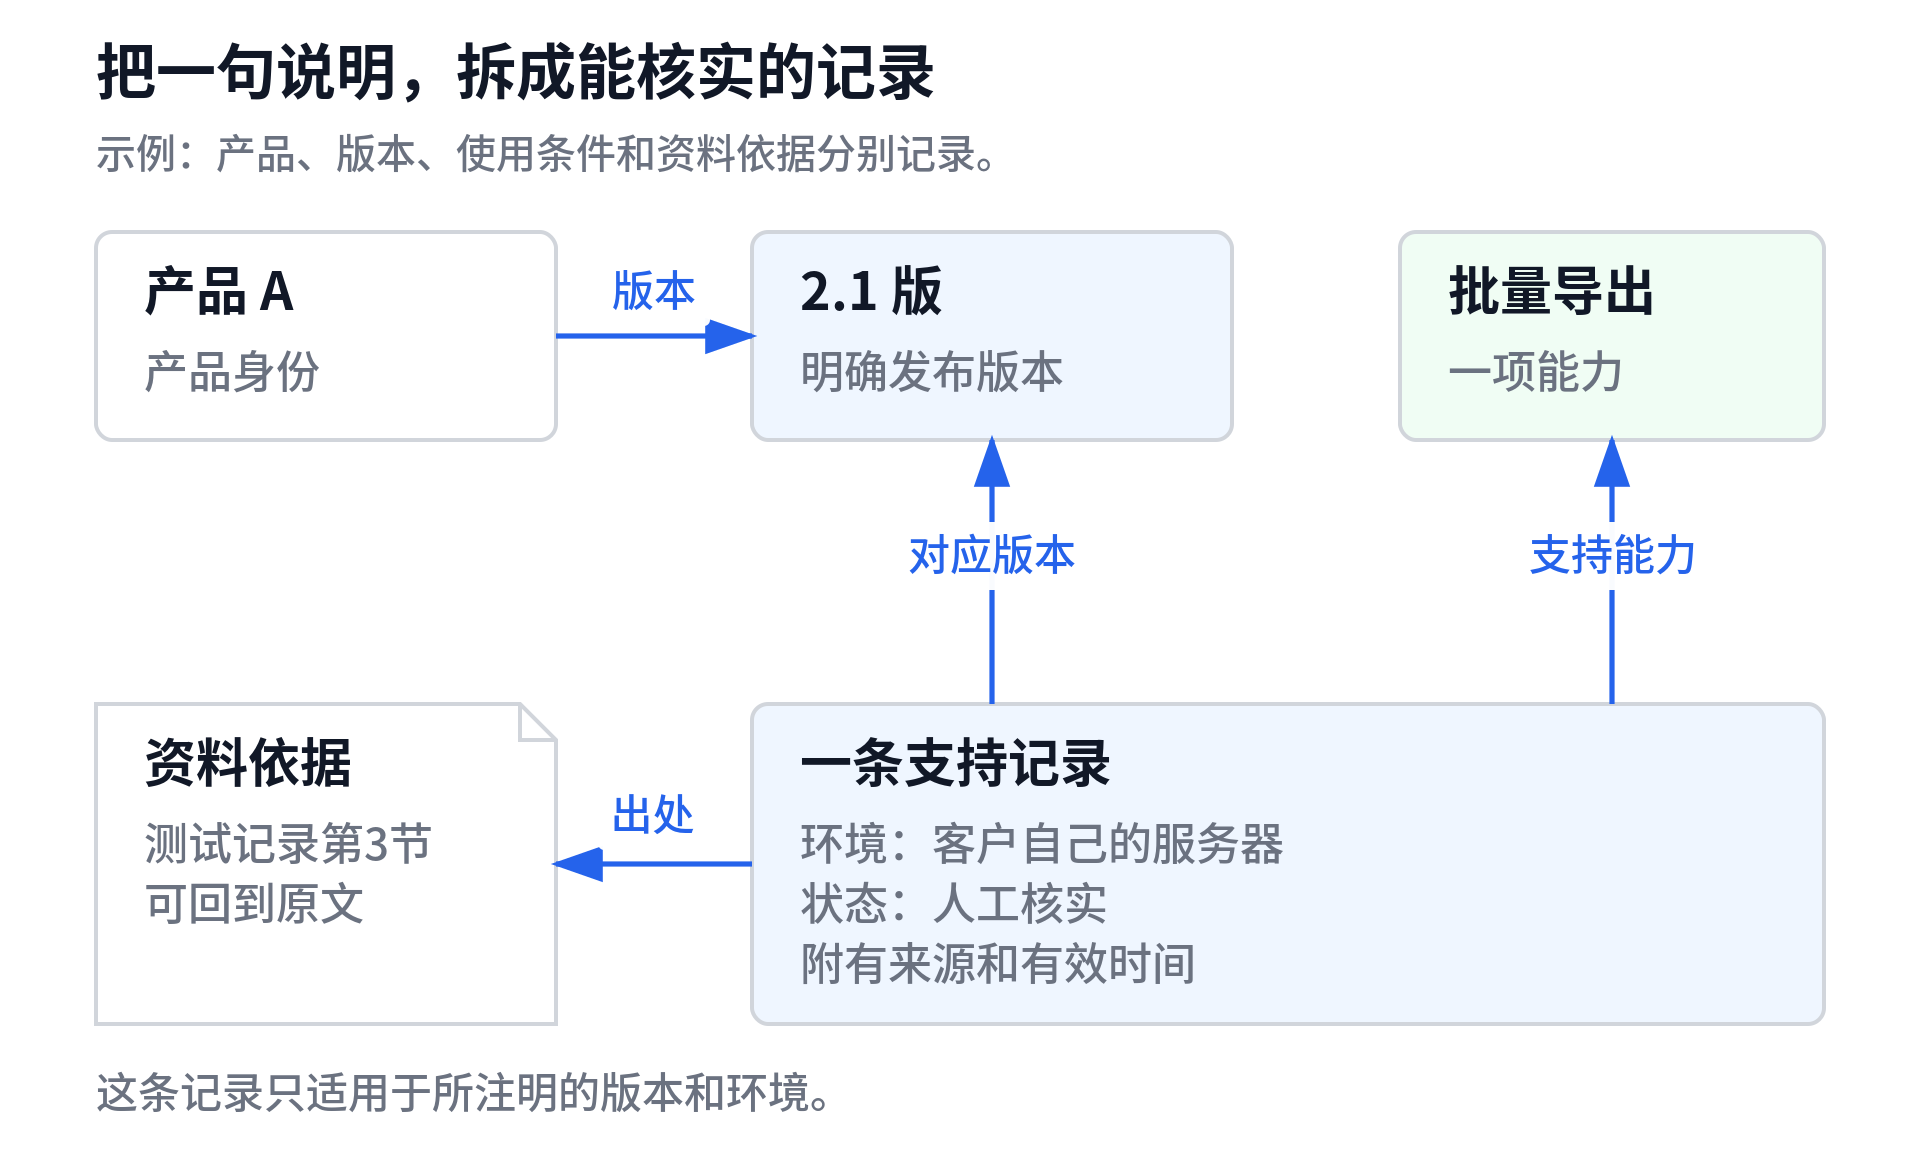 把一句说明，拆成能核实的记录
示例：产品、版本、使用条件和资料依据分别记录。
产品 A
产品身份
版本
2.1 版
明确发布版本
批量导出
一项能力
对应版本
支持能力
资料依据
测试记录第3节
可回到原文
出处
一条支持记录
环境：客户自己的服务器
状态：人工核实
附有来源和有效时间
这条记录只适用于所注明的版本和环境。